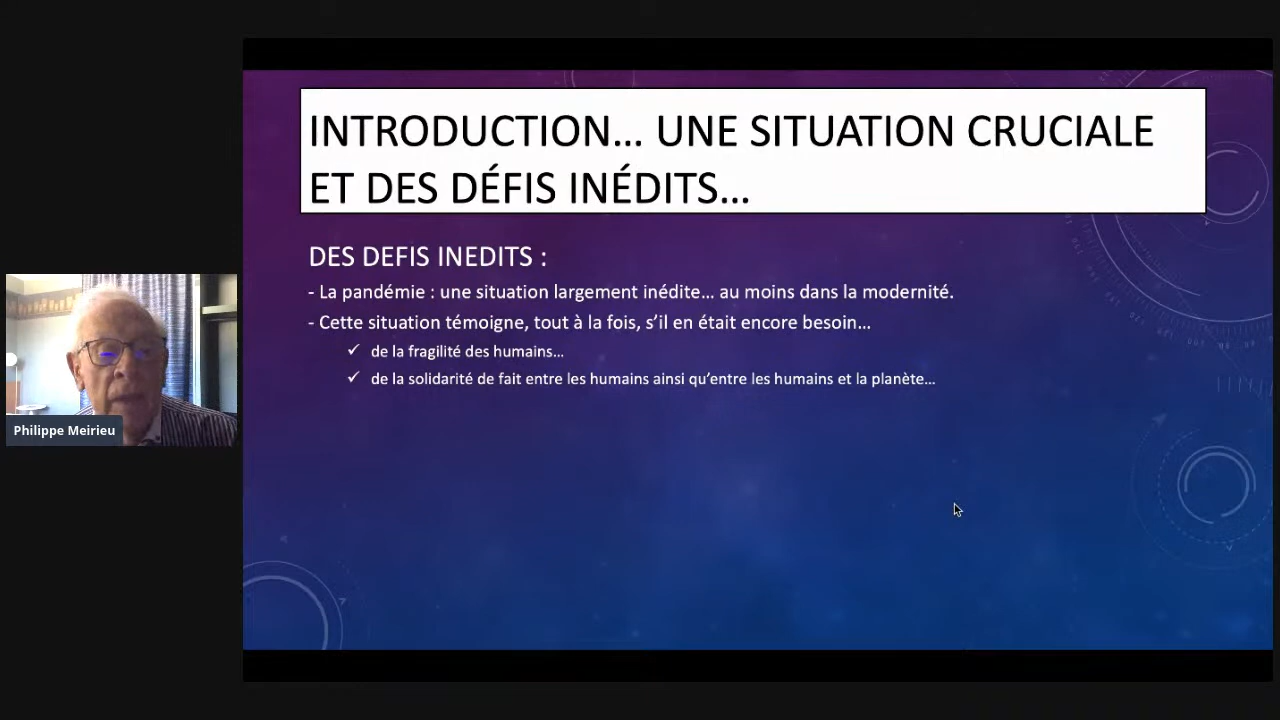 INTRODUCTION... UNE SITUATION CRUCIALE
ET DES DÉFIS INÉDITS...
DES DEFIS INEDITS :
- La pandémie : une situation largement inédite... au moins dans la modernité.
- Cette situation témoigne, tout à la fois, s'il en était encore besoin...
✓ de la fragilité des humains...
✓ de la solidarité de fait entre les humains ainsi qu'entre les humains et la planète...
Philippe Meirieu